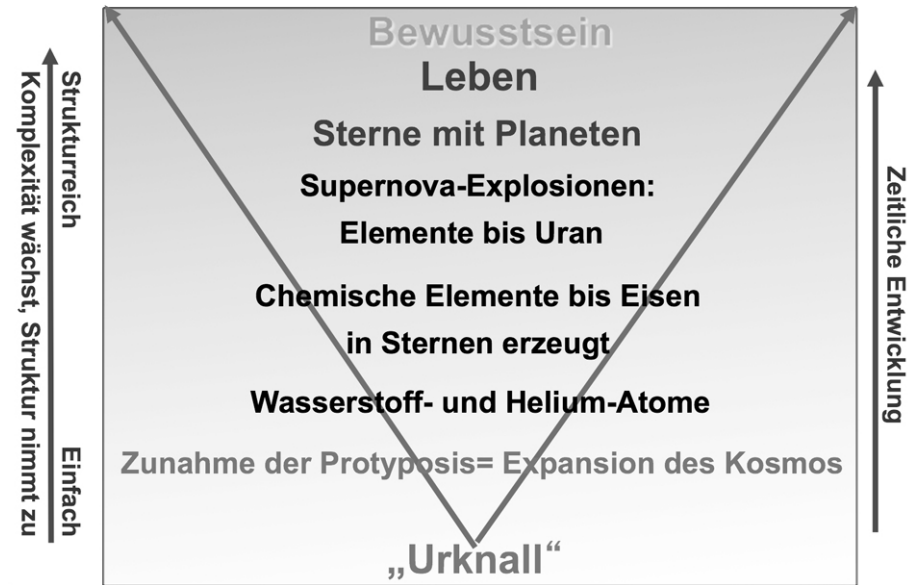 Bewusstsein
Leben
Sterne mit Planeten
Supernova-Explosionen:
Elemente bis Uran
Chemische Elemente bis Eisen
in Sternen erzeugt
Wasserstoff- und Helium-Atome
Zunahme der Protyposis= Expansion des Kosmos
„Urknall“
Strukturreich
Einfach
Komplexität wächst, Struktur nimmt zu
Zeitliche Entwicklung